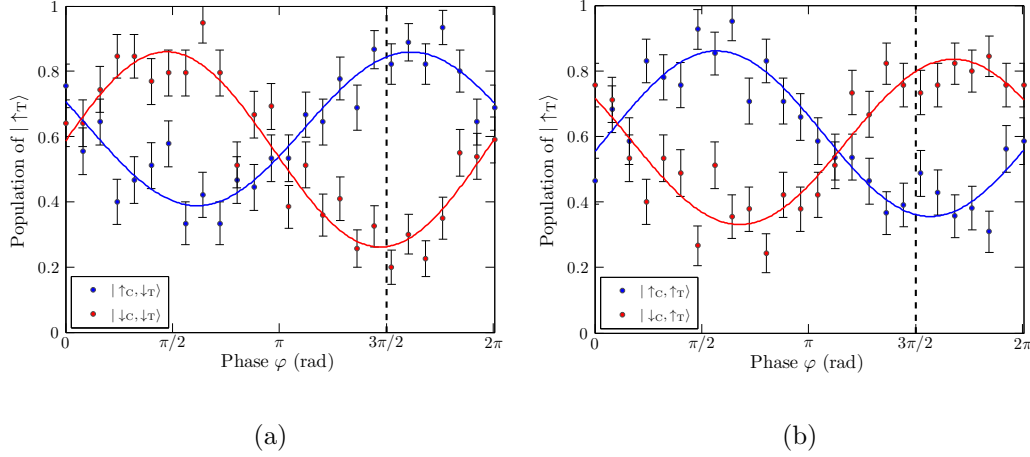 1
0.8
0.6
0.4
0.2
0
Population of | ↑T⟩
| ↑C,↓T⟩
| ↓C,↓T⟩
0
π/2
π
3π/2
2π
Phase φ (rad)
(a)
1
0.8
0.6
0.4
0.2
0
Population of | ↑T⟩
| ↑C,↑T⟩
| ↓C,↑T⟩
0
π/2
π
3π/2
2π
Phase φ (rad)
(b)